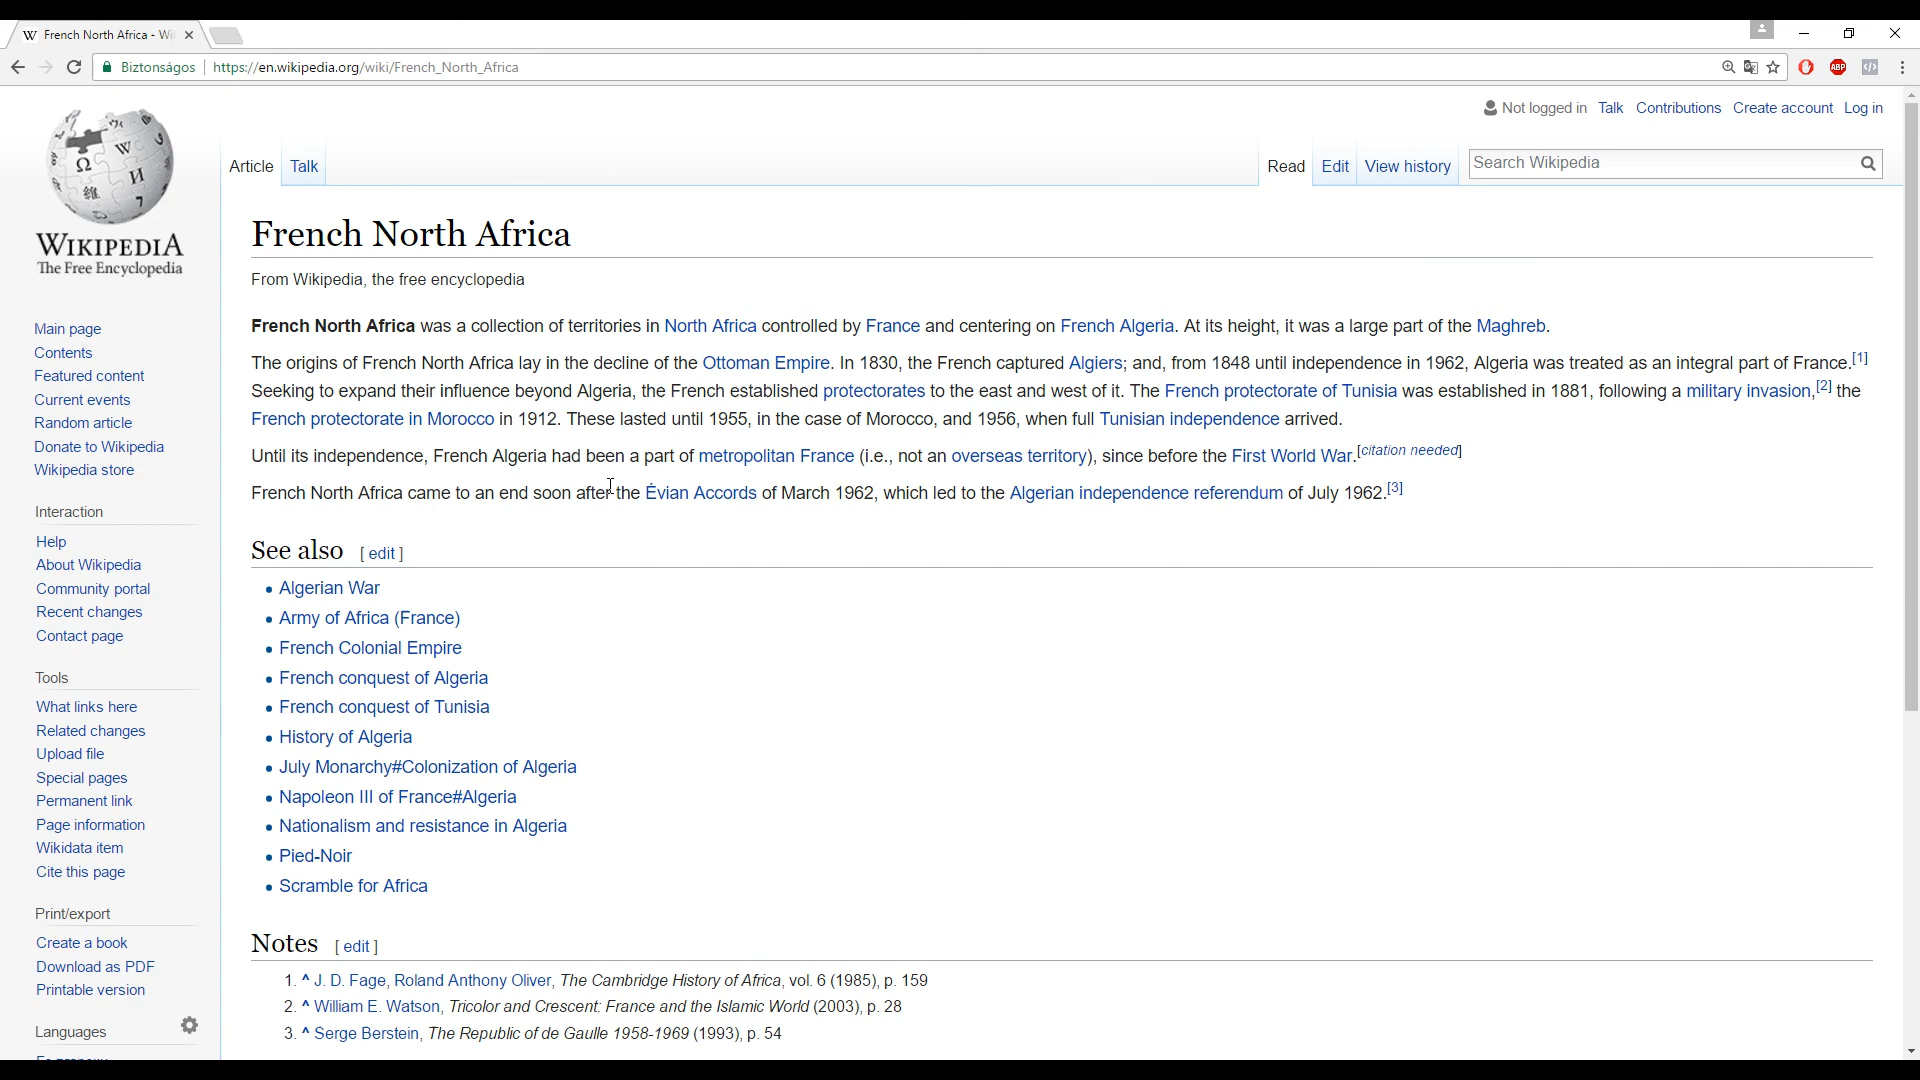 French North Africa - Wi
Biztonságos | https://en.wikipedia.org/wiki/French_North_Africa
ABP
Not logged in Talk Contributions Create account Log in
Article Talk Read Edit View history Search Wikipedia
WIKIPEDIA
The Free Encyclopedia
Main page
Contents
Featured content
Current events
Random article
Donate to Wikipedia
Wikipedia store
Interaction
Help
About Wikipedia
Community portal
Recent changes
Contact page
Tools
What links here
Related changes
Upload file
Special pages
Permanent link
Page information
Wikidata item
Cite this page
Print/export
Create a book
Download as PDF
Printable version
Languages
French North Africa
From Wikipedia, the free encyclopedia
French North Africa was a collection of territories in North Africa controlled by France and centering on French Algeria. At its height, it was a large part of the Maghreb.
The origins of French North Africa lay in the decline of the Ottoman Empire. In 1830, the French captured Algiers; and, from 1848 until independence in 1962, Algeria was treated as an integral part of France.[1]
Seeking to expand their influence beyond Algeria, the French established protectorates to the east and west of it. The French protectorate of Tunisia was established in 1881, following a military invasion,[2] the
French protectorate in Morocco in 1912. These lasted until 1955, in the case of Morocco, and 1956, when full Tunisian independence arrived.
Until its independence, French Algeria had been a part of metropolitan France (i.e., not an overseas territory), since before the First World War.[citation needed]
French North Africa came to an end soon after the Évian Accords of March 1962, which led to the Algerian independence referendum of July 1962.[3]
See also [ edit ]
• Algerian War
• Army of Africa (France)
• French Colonial Empire
• French conquest of Algeria
• French conquest of Tunisia
• History of Algeria
• July Monarchy#Colonization of Algeria
• Napoleon III of France#Algeria
• Nationalism and resistance in Algeria
• Pied-Noir
• Scramble for Africa
Notes [ edit ]
1. ^ J. D. Fage, Roland Anthony Oliver, The Cambridge History of Africa, vol. 6 (1985), p. 159
2. ^ William E. Watson, Tricolor and Crescent: France and the Islamic World (2003), p. 28
3. ^ Serge Berstein, The Republic of de Gaulle 1958-1969 (1993), p. 54